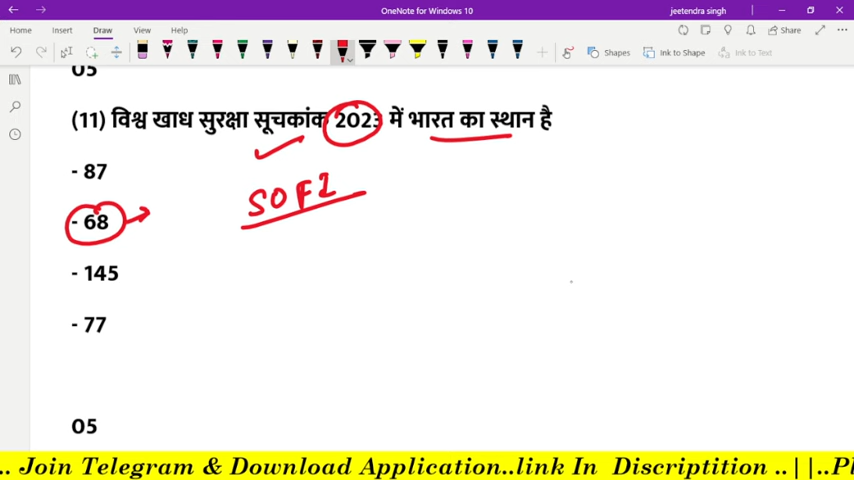 OneNote for Windows 10
jeetendra singh
Home Insert Draw View Help
Share
Shapes Ink to Shape Ink to Text
05
(11) विश्व खाध सुरक्षा सूचकांक 2023 में भारत का स्थान है
- 87
SOFI
- 68
- 145
- 77
05
.. Join Telegram & Download Application..link In Discriptition ..||..Pl